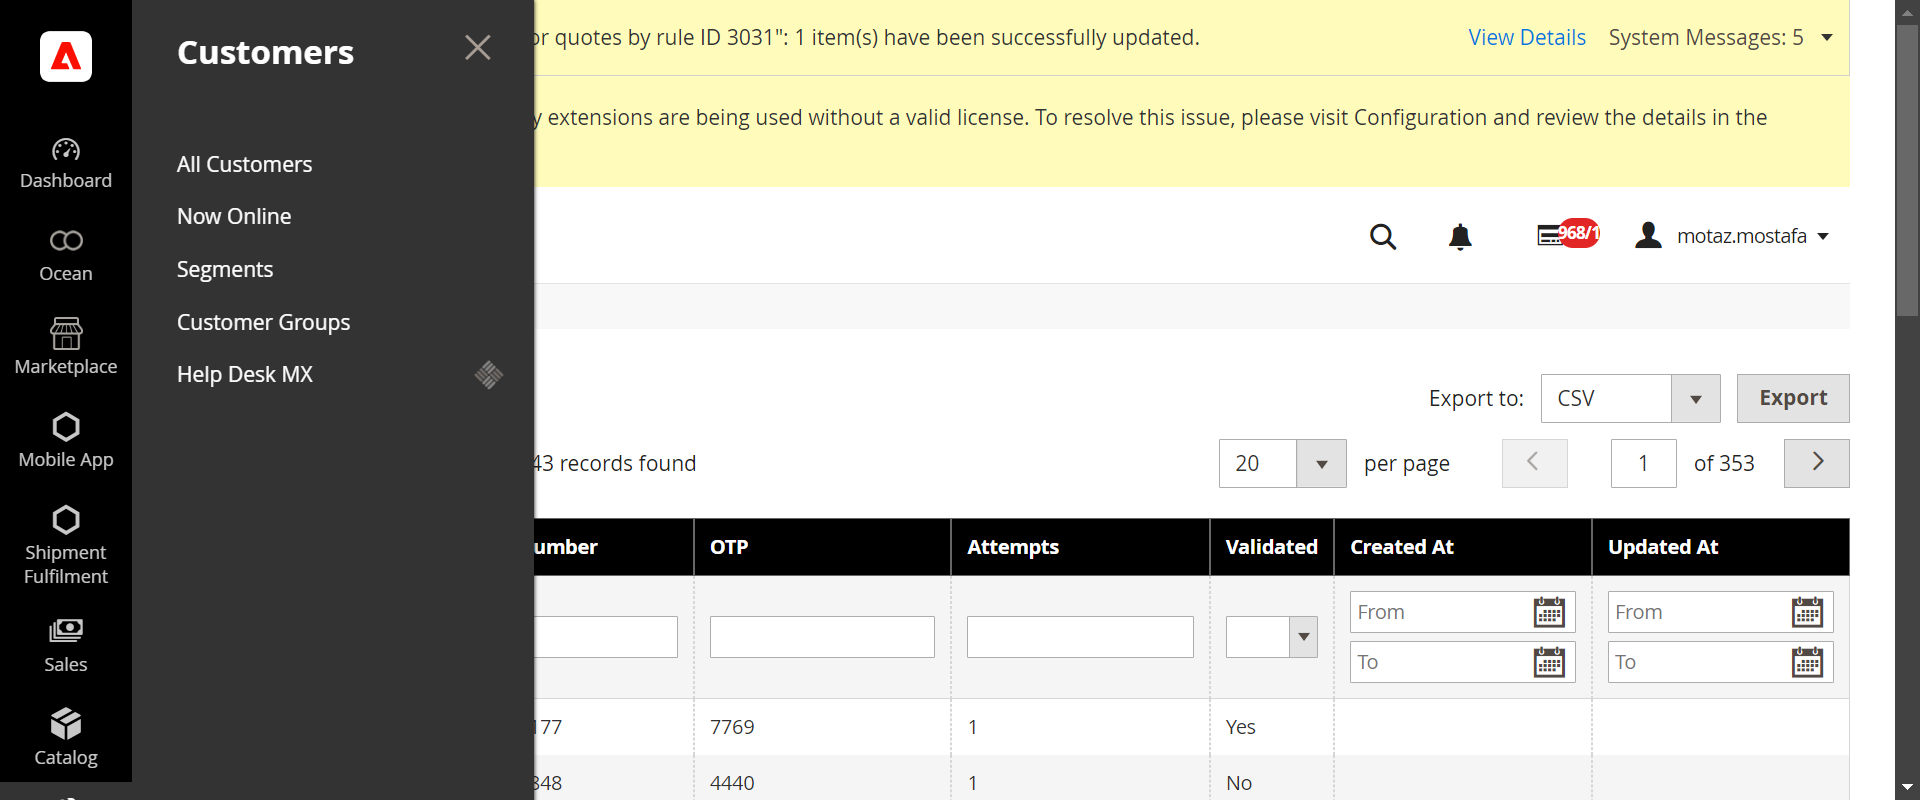 Customers
All Customers
Now Online
Segments
Customer Groups
Help Desk MX
Dashboard
Ocean
Marketplace
Mobile App
Shipment
Fulfilment
Sales
Catalog
or quotes by rule ID 3031": 1 item(s) have been successfully updated.
View Details
System Messages: 5
y extensions are being used without a valid license. To resolve this issue, please visit Configuration and review the details in the
968/1
motaz.mostafa
Export to:
CSV
Export
43 records found
20
per page
1
of 353
umber
OTP
Attempts
Validated
Created At
Updated At
From
From
To
To
177
7769
1
Yes
348
4440
1
No